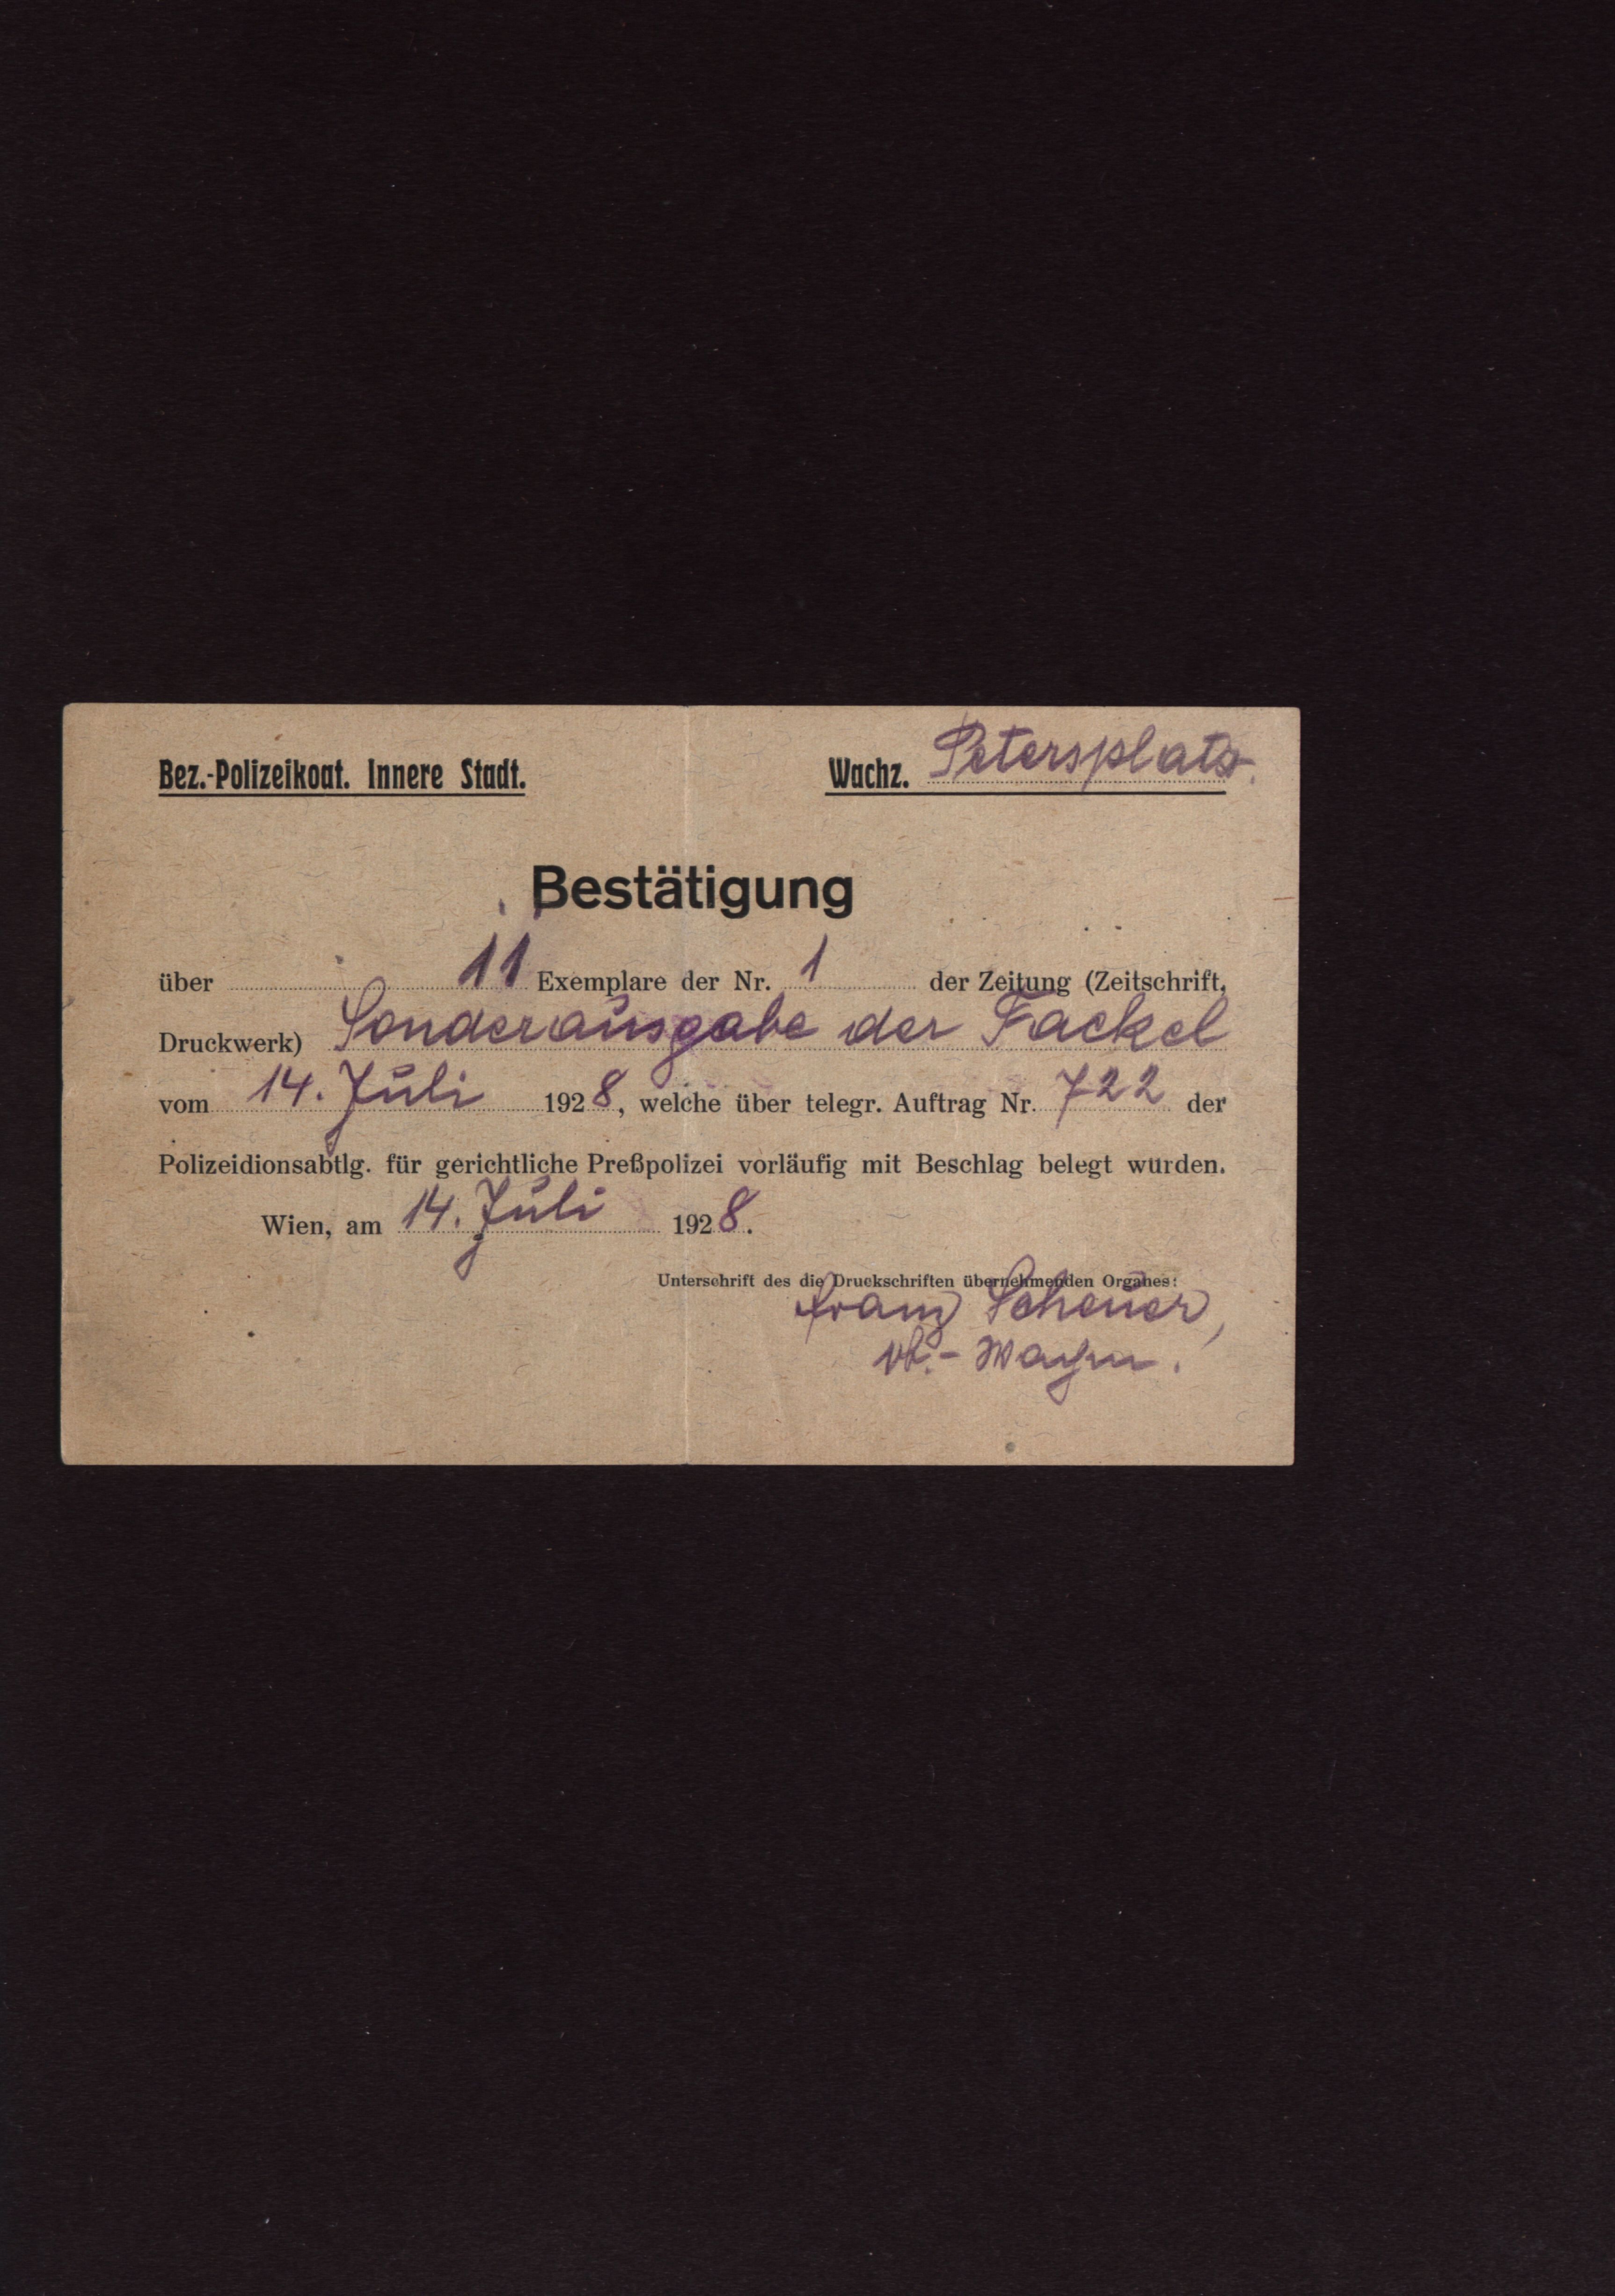 Bez.-Polizeikoat. Innere Stadt. Wachz. Petersplatz.
Bestätigung
über 11 Exemplare der Nr. 1 der Zeitung (Zeitschrift,
Druckwerk) Sonderausgabe der Fackel
vom 14. Juli 1928, welche über telegr. Auftrag Nr. 722 der
Polizeidionsabtlg. für gerichtliche Preßpolizei vorläufig mit Beschlag belegt wurden.
Wien, am 14. Juli 1928.
Unterschrift des die Druckschriften übernehmenden Organes:
Franz Scheuer,